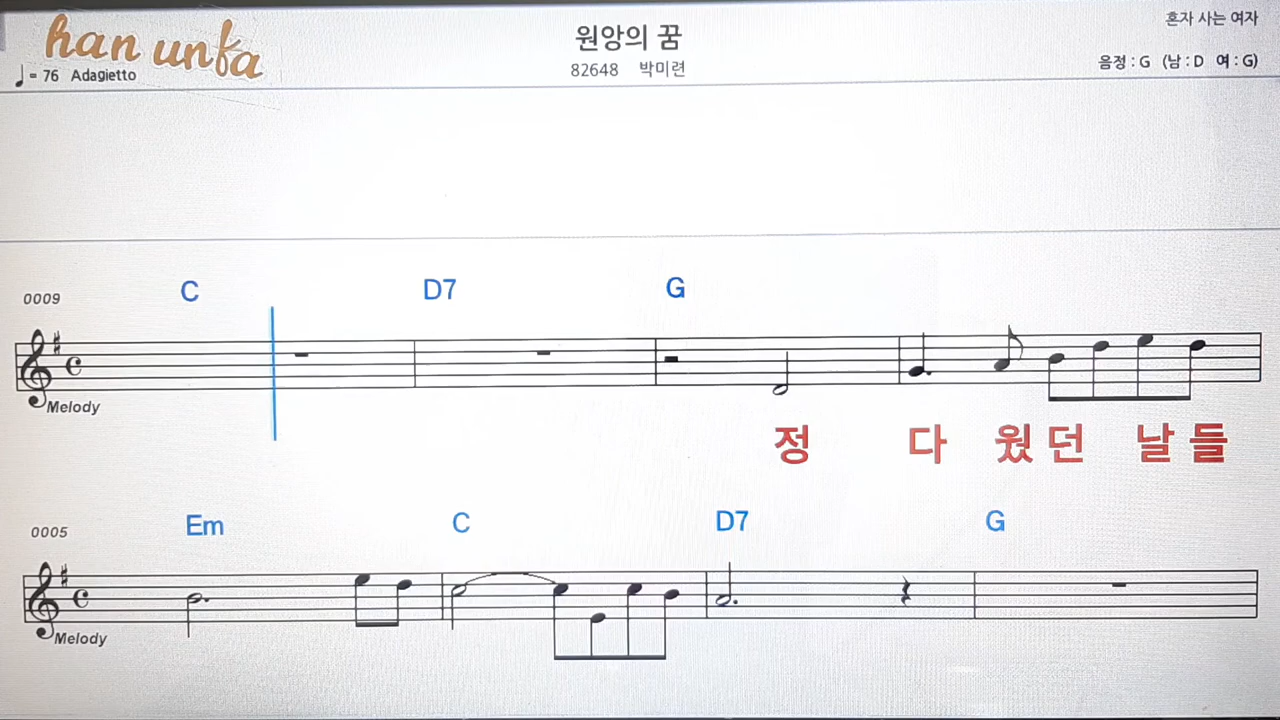 han unfa
원앙의 꿈
혼자 사는 여자
♩= 76 Adagietto
82648 박미련
음정 : G (남 : D 여 : G)
C D7 G
0009
Melody
정 다 웠 던 날 들
Em C D7 G
0005
Melody